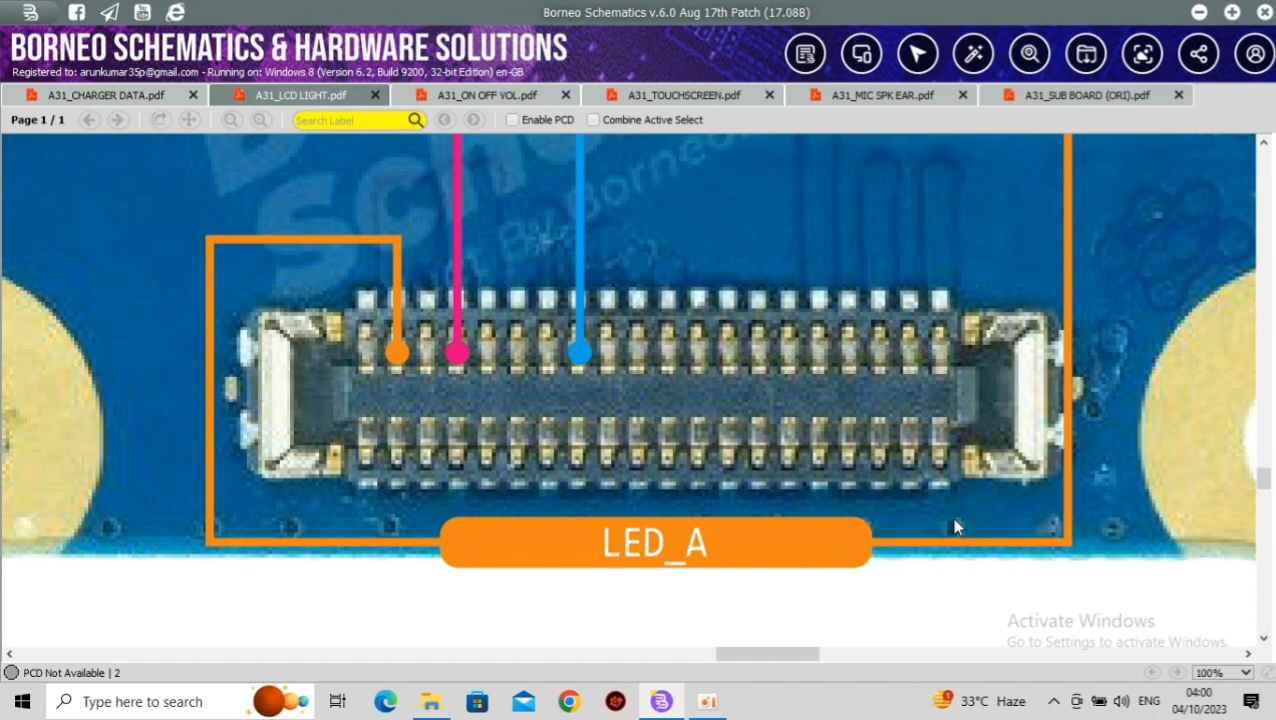 Borneo Schematics v.6.0 Aug 17th Patch (17.08B)
BORNEO SCHEMATICS & HARDWARE SOLUTIONS
Registered to: arunkumar35p@gmail.com - Running on: Windows 8 (Version 6.2, Build 9200, 32-bit Edition) en-GB
A31_CHARGER DATA.pdf A31_LCD LIGHT.pdf A31_ON OFF VOL.pdf A31_TOUCHSCREEN.pdf A31_MIC SPK EAR.pdf A31_SUB BOARD (ORI).pdf
Page 1 / 1 Search Label Enable PCD Combine Active Select
By Borneo
LED_A
Activate Windows
Go to Settings to activate Windows.
PCD Not Available | 2 100%
Type here to search 1 33°C Haze ENG 04:00
04/10/2023